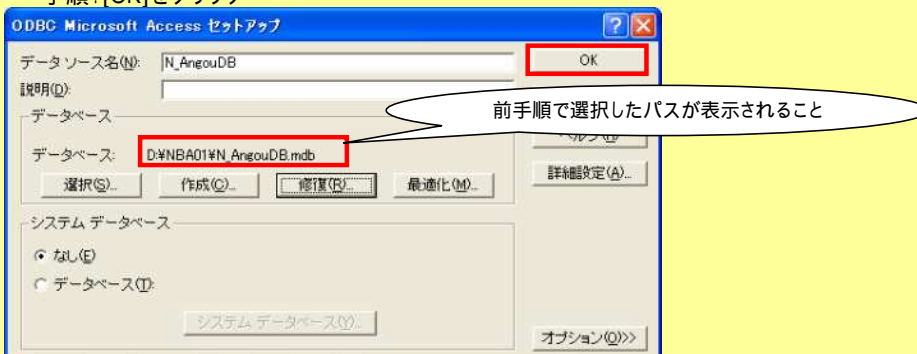 手順:[OK]をクリック
ODBC Microsoft Access セットアップ
データ ソース名(N): N_AngouDB OK
説明(D):
前手順で選択したパスが表示されること
データベース
データベース: D:¥NBA01¥N_AngouDB.mdb
選択(S)... 作成(C)... 修復(R)... 最適化(M)... 詳細設定(A)...
システム データベース
なし(E)
データベース(T):
システム データベース(Y)...
オプション(O)>>